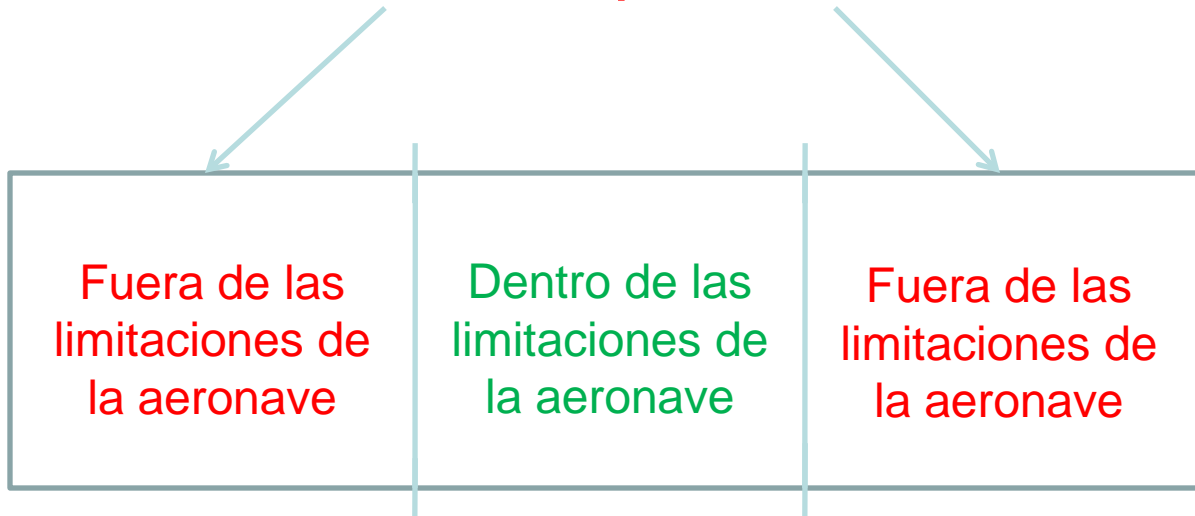 Fuera de las
limitaciones de
la aeronave
Dentro de las
limitaciones de
la aeronave
Fuera de las
limitaciones de
la aeronave